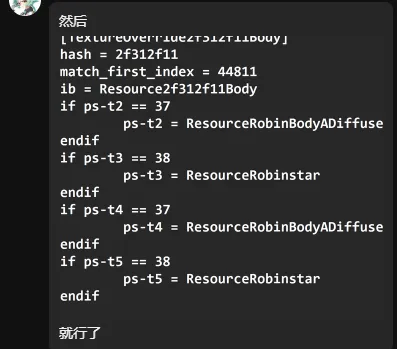 然后
[TextureOverride2f312f11Body]
hash = 2f312f11
match_first_index = 44811
ib = Resource2f312f11Body
if ps-t2 == 37
ps-t2 = ResourceRobinBodyADiffuse
endif
if ps-t3 == 38
ps-t3 = ResourceRobinstar
endif
if ps-t4 == 37
ps-t4 = ResourceRobinBodyADiffuse
endif
if ps-t5 == 38
ps-t5 = ResourceRobinstar
endif
就行了